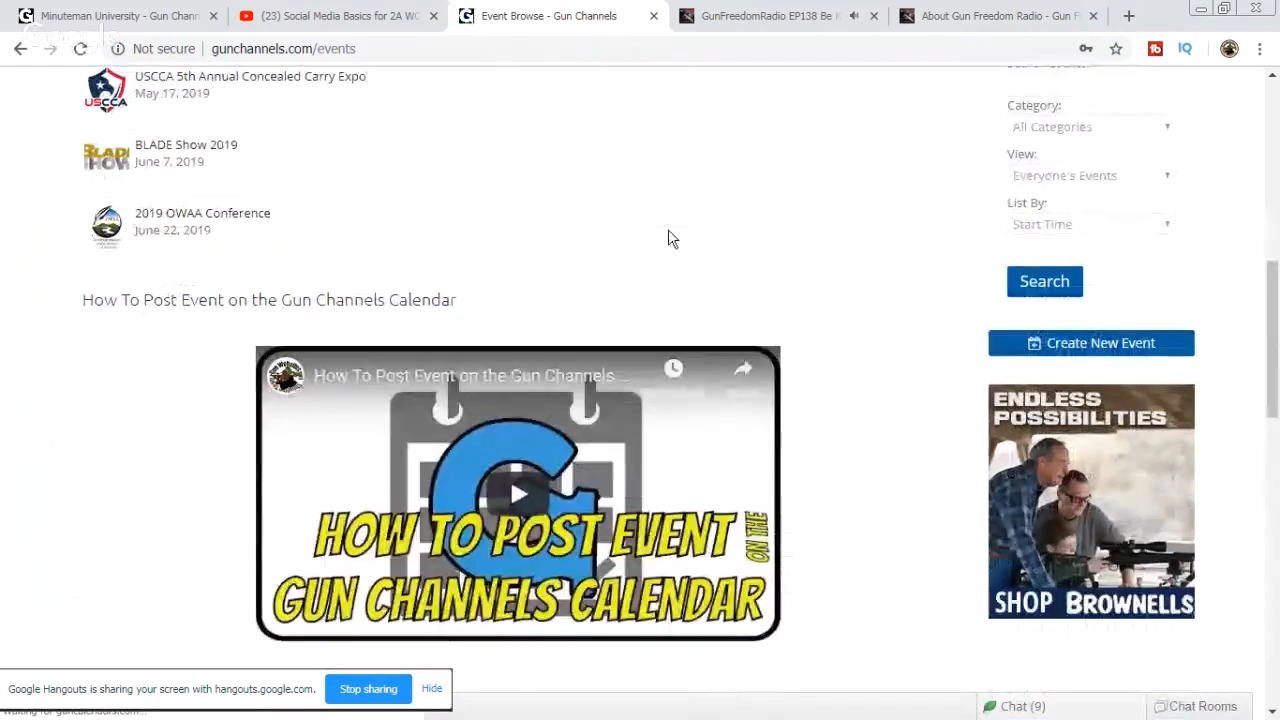 Minuteman University - Gun Chann
(23) Social Media Basics for 2A WC
Event Browse - Gun Channels
GunFreedomRadio EP138 Be
About Gun Freedom Radio - Gun F
Not secure
gunchannels.com/events
USCCA 5th Annual Concealed Carry Expo
May 17, 2019
USCCA
BLADE Show 2019
June 7, 2019
BLADE
SHOW
2019 OWAA Conference
June 22, 2019
Category:
All Categories
View:
Everyone's Events
List By:
Start Time
Search
Create New Event
How To Post Event on the Gun Channels Calendar
How To Post Event on the Gun Channels ...
HOW TO POST EVENT ON THE
GUN CHANNELS CALENDAR
ENDLESS
POSSIBILITIES
SHOP BROWNELLS
Google Hangouts is sharing your screen with hangouts.google.com.
Stop sharing
Hide
Chat (9)
Chat Rooms